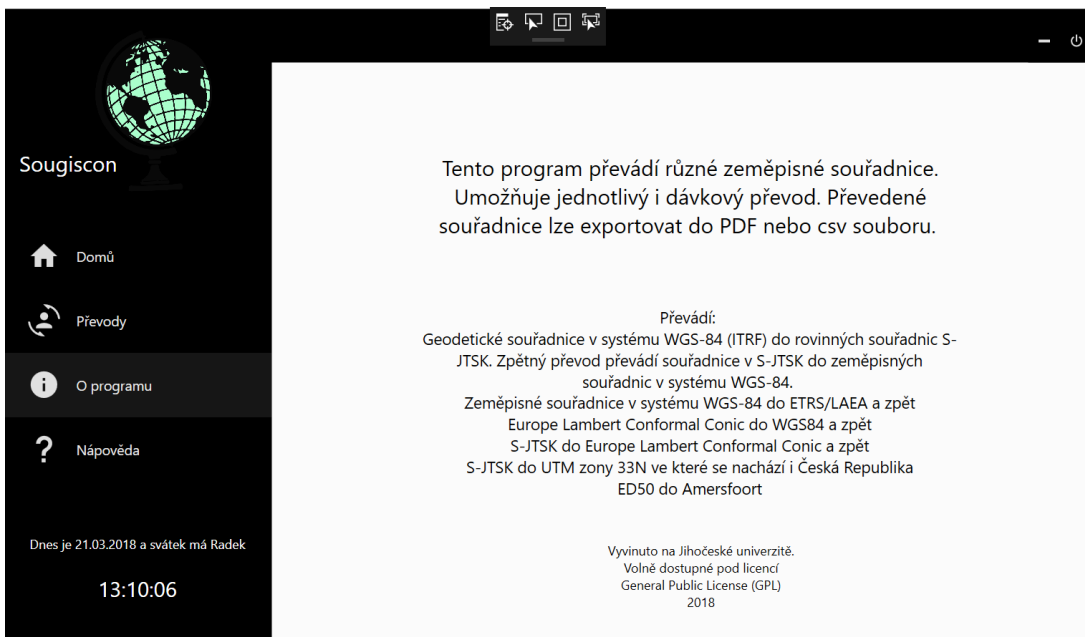 Sougiscon
Domů
Převody
O programu
Nápověda
Dnes je 21.03.2018 a svátek má Radek
13:10:06
Tento program převádí různé zeměpisné souřadnice.
Umožňuje jednotlivý i dávkový převod. Převedené
souřadnice lze exportovat do PDF nebo csv souboru.
Převádí:
Geodetické souřadnice v systému WGS-84 (ITRF) do rovinných souřadnic S-
JTSK. Zpětný převod převádí souřadnice v S-JTSK do zeměpisných
souřadnic v systému WGS-84.
Zeměpisné souřadnice v systému WGS-84 do ETRS/LAEA a zpět
Europe Lambert Conformal Conic do WGS84 a zpět
S-JTSK do Europe Lambert Conformal Conic a zpět
S-JTSK do UTM zony 33N ve které se nachází i Česká Republika
ED50 do Amersfoort
Vyvinuto na Jihočeské univerzitě.
Volně dostupné pod licencí
General Public License (GPL)
2018